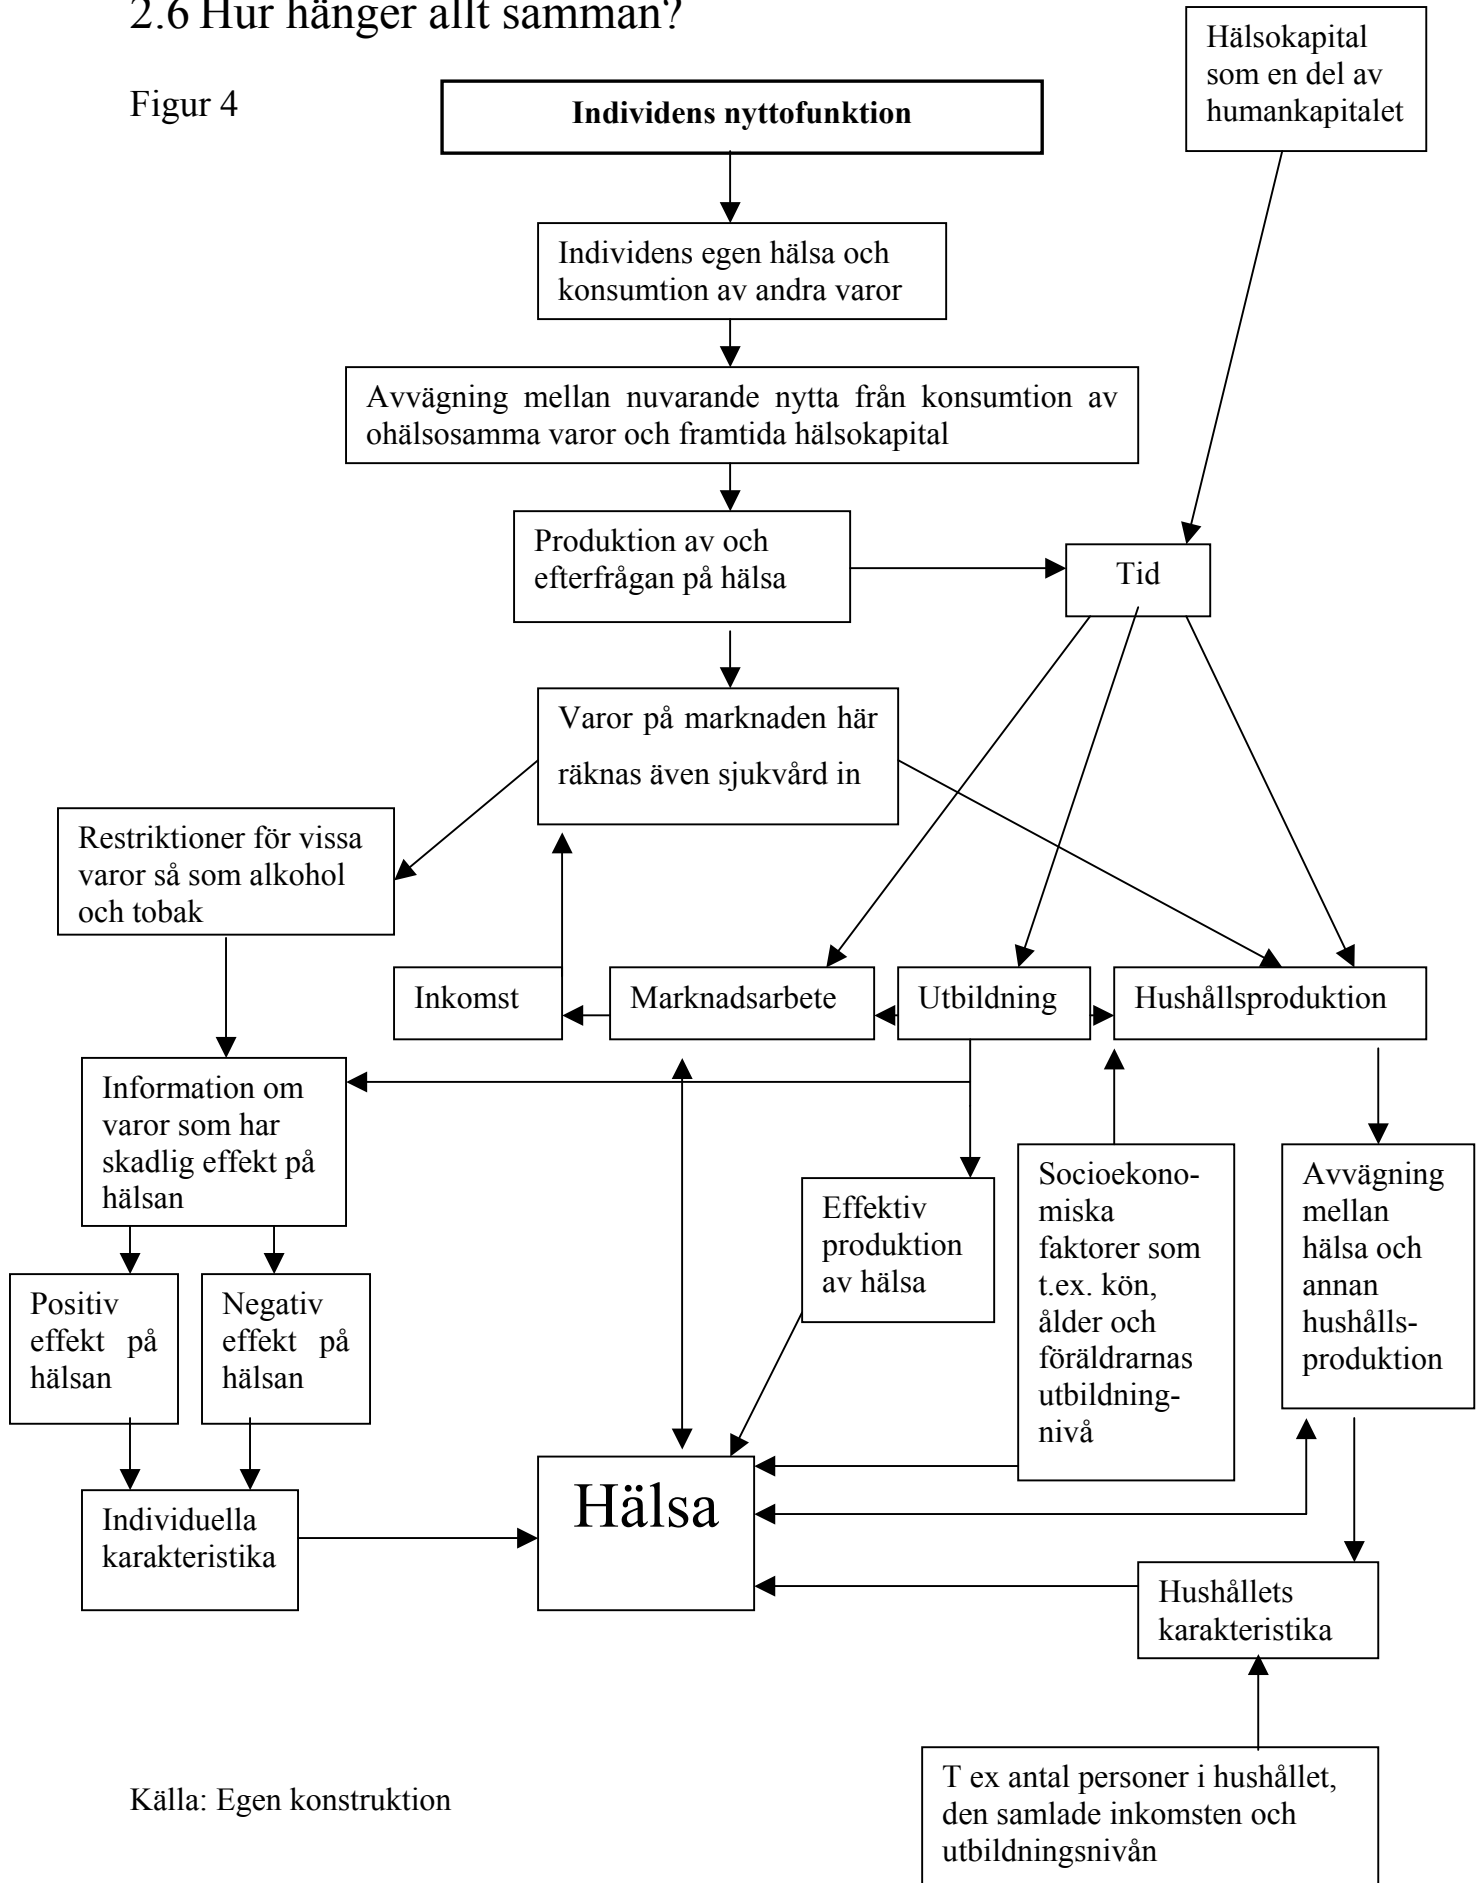 2.6 Hur hänger allt samman?
Figur 4
Individens nyttofunktion
Hälsokapital
som en del av
humankapitalet
Individens egen hälsa och
konsumtion av andra varor
Avvägning mellan nuvarande nytta från konsumtion av
ohälsosamma varor och framtida hälsokapital
Produktion av och
efterfrågan på hälsa
Tid
Varor på marknaden här
räknas även sjukvård in
Restriktioner för vissa
varor så som alkohol
och tobak
Inkomst
Marknadsarbete
Utbildning
Hushållsproduktion
Information om
varor som har
skadlig effekt på
hälsan
Effektiv
produktion
av hälsa
Socioekono-
miska
faktorer som
t.ex. kön,
ålder och
föräldrarnas
utbildning-
nivå
Avvägning
mellan
hälsa och
annan
hushålls-
produktion
Positiv
effekt på
hälsan
Negativ
effekt på
hälsan
Individuella
karakteristika
Hälsa
Hushållets
karakteristika
T ex antal personer i hushållet,
den samlade inkomsten och
utbildningsnivån
Källa: Egen konstruktion